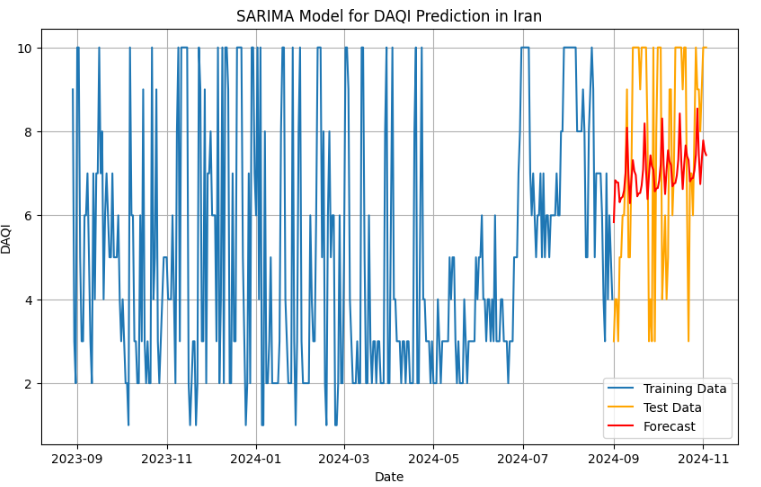 SARIMA Model for DAQI Prediction in Iran
10
8
6
4
2
DAQI
2023-09 2023-11 2024-01 2024-03 2024-05 2024-07 2024-09 2024-11
Date
Training Data
Test Data
Forecast